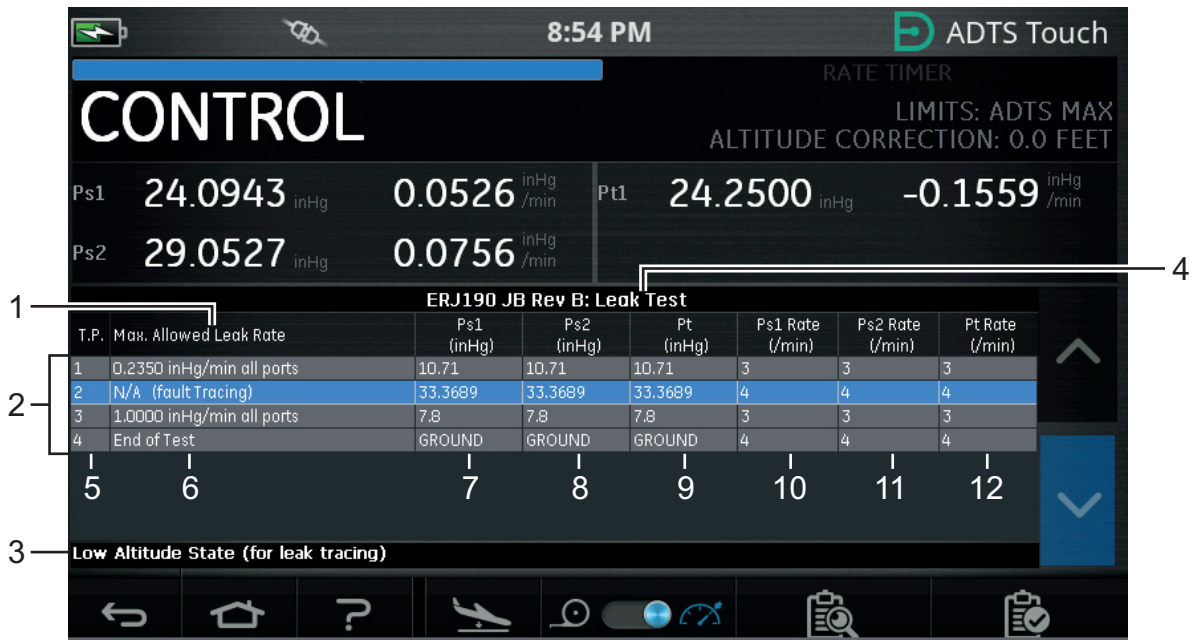 8:54 PM ADTS Touch
RATE TIMER
CONTROL
LIMITS: ADTS MAX
ALTITUDE CORRECTION: 0.0 FEET
Ps1 24.0943 inHg 0.0526 inHg/min Pt1 24.2500 inHg -0.1559 inHg/min
Ps2 29.0527 inHg 0.0756 inHg/min
4
1
ERJ190 JB Rev B: Leak Test
T.P. Max. Allowed Leak Rate Ps1 (inHg) Ps2 (inHg) Pt (inHg) Ps1 Rate (/min) Ps2 Rate (/min) Pt Rate (/min)
1 0.2350 inHg/min all ports 10.71 10.71 10.71 3 3 3
2 N/A (fault Tracing) 33.3689 33.3689 33.3689 4 4 4
2
3 1.0000 inHg/min all ports 7.8 7.8 7.8 3 3 3
4 End of Test GROUND GROUND GROUND 4 4 4
5 6 7 8 9 10 11 12
3
Low Altitude State (for leak tracing)
?